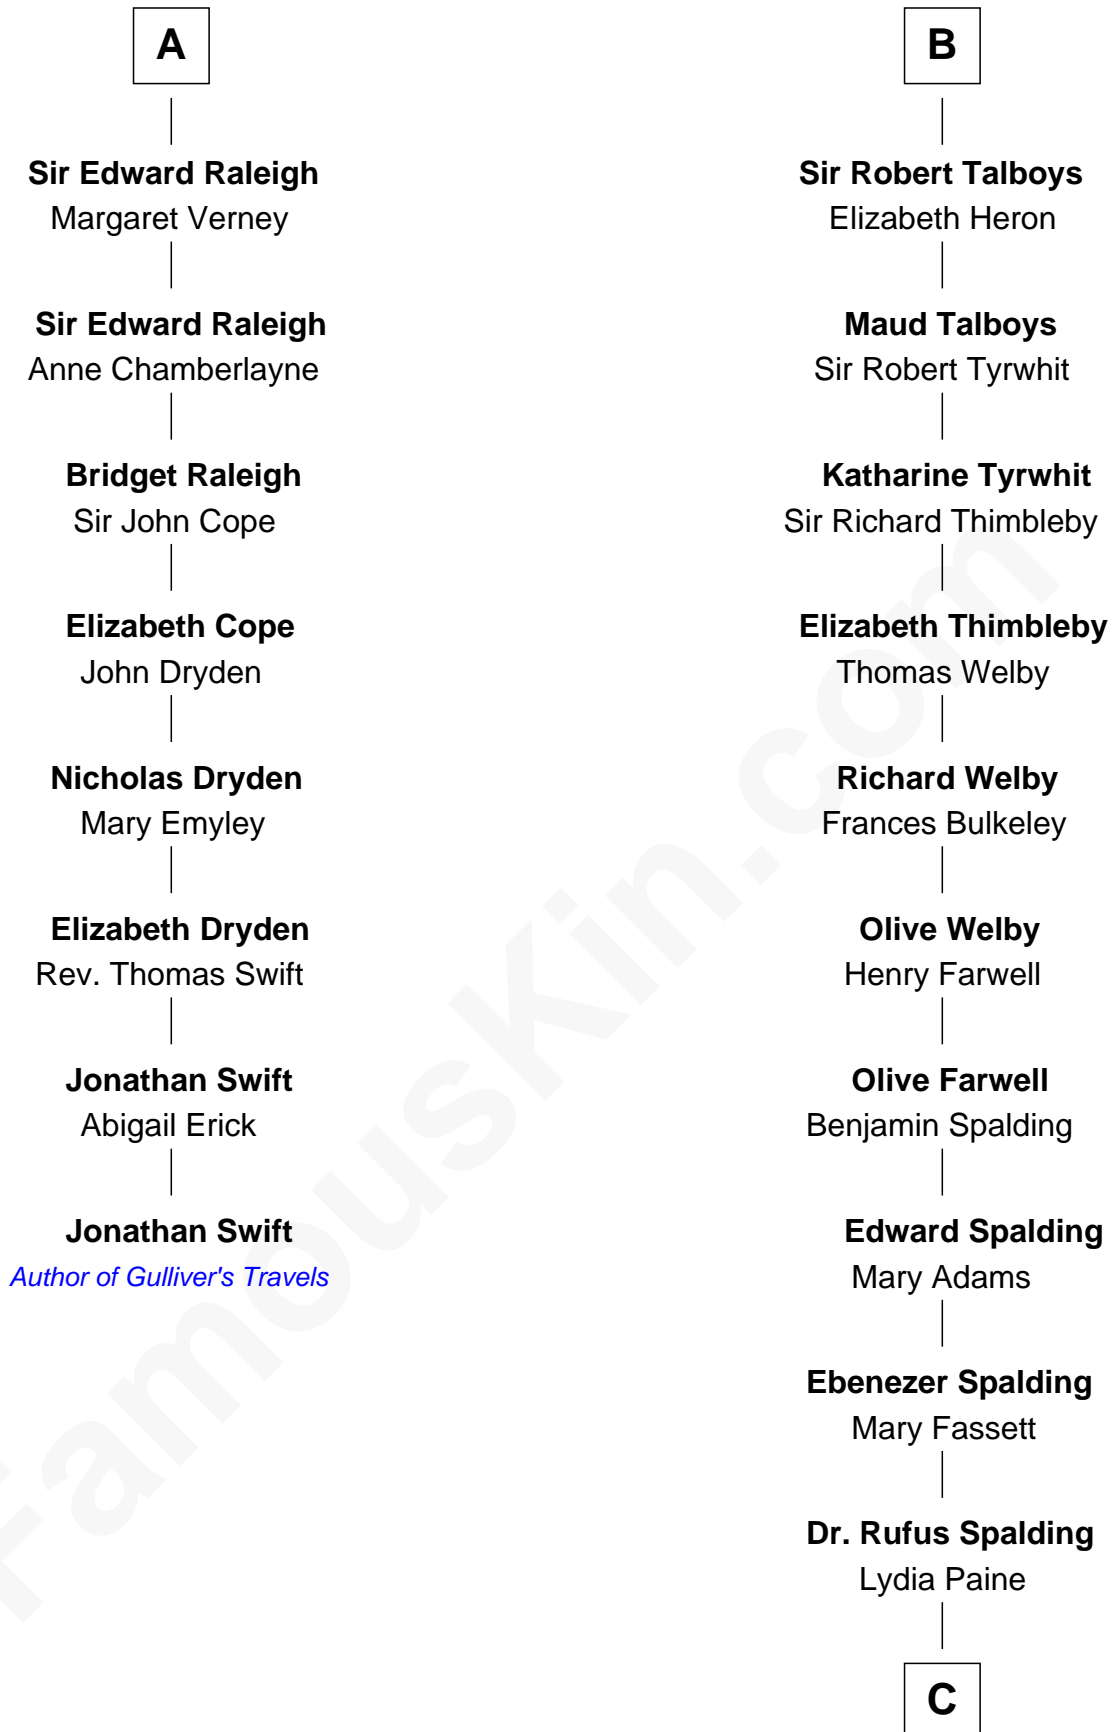 A
Sir Edward Raleigh
Margaret Verney
Sir Edward Raleigh
Anne Chamberlayne
Bridget Raleigh
Sir John Cope
Elizabeth Cope
John Dryden
Nicholas Dryden
Mary Emyley
Elizabeth Dryden
Rev. Thomas Swift
Jonathan Swift
Abigail Erick
Jonathan Swift
Author of Gulliver's Travels
B
Sir Robert Talboys
Elizabeth Heron
Maud Talboys
Sir Robert Tyrwhit
Katharine Tyrwhit
Sir Richard Thimbleby
Elizabeth Thimbleby
Thomas Welby
Richard Welby
Frances Bulkeley
Olive Welby
Henry Farwell
Olive Farwell
Benjamin Spalding
Edward Spalding
Mary Adams
Ebenezer Spalding
Mary Fassett
Dr. Rufus Spalding
Lydia Paine
C
FamousKin.com